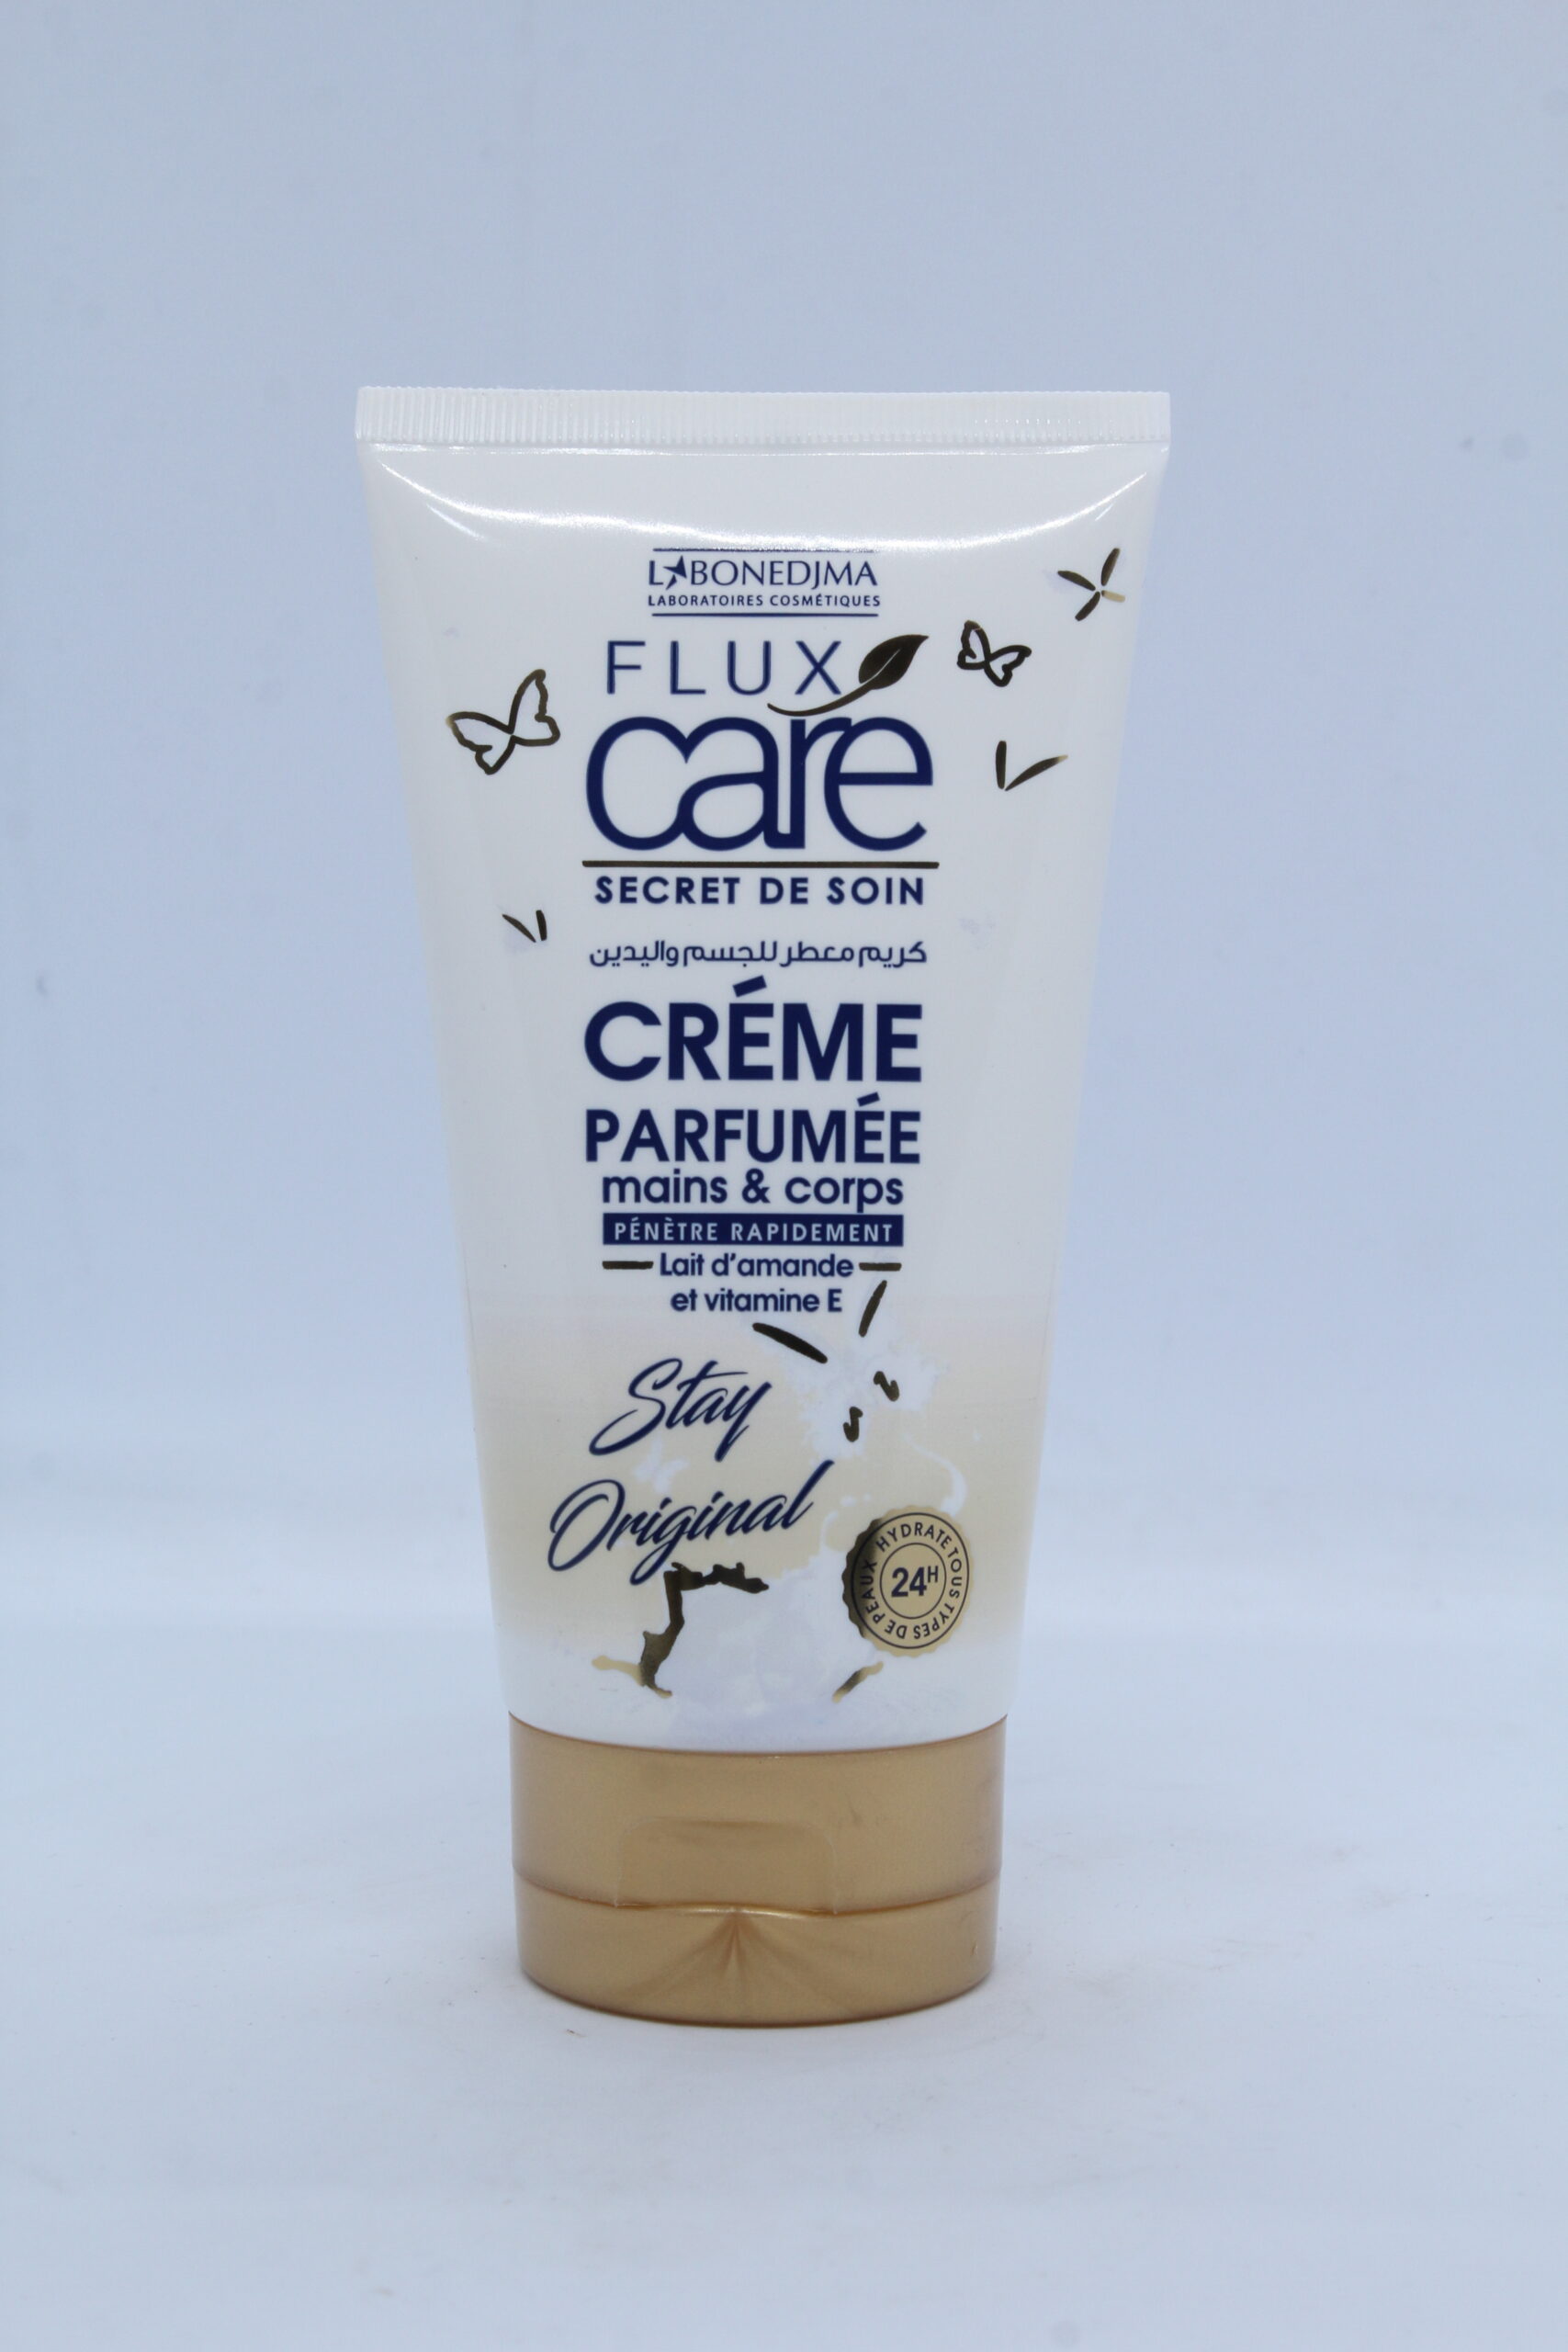 LABONEDJMA
LABORATOIRES COSMÉTIQUES
FLUX
care
SECRET DE SOIN
كريم معطر للجسم واليدين
CRÉME
PARFUMÉE
mains & corps
PÉNÈTRE RAPIDEMENT
Lait d'amande
et vitamine E
Stay
Original
HYDRATE TOUS TYPES DE PEAUX
24H